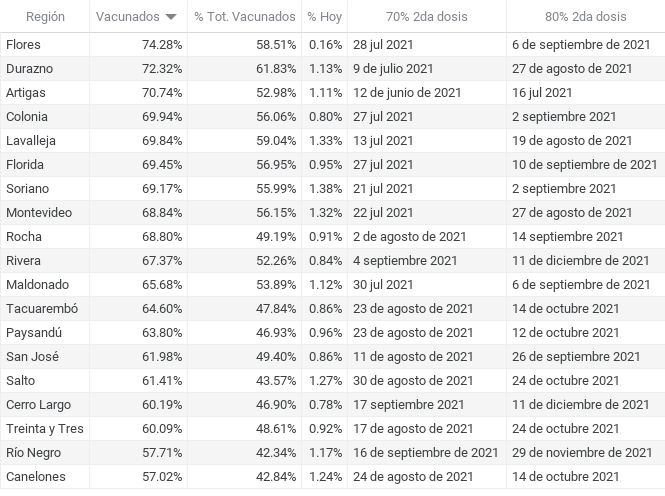 Región Vacunados % Tot. Vacunados % Hoy 70% 2da dosis 80% 2da dosis
Flores 74.28% 58.51% 0.16% 28 jul 2021 6 de septiembre de 2021
Durazno 72.32% 61.83% 1.13% 9 de julio 2021 27 de agosto de 2021
Artigas 70.74% 52.98% 1.11% 12 de junio de 2021 16 jul 2021
Colonia 69.94% 56.06% 0.80% 27 jul 2021 2 septiembre 2021
Lavalleja 69.84% 59.04% 1.33% 13 jul 2021 19 de agosto de 2021
Florida 69.45% 56.95% 0.95% 27 jul 2021 10 de septiembre de 2021
Soriano 69.17% 55.99% 1.38% 21 jul 2021 2 septiembre 2021
Montevideo 68.84% 56.15% 1.32% 22 jul 2021 27 de agosto de 2021
Rocha 68.80% 49.19% 0.91% 2 de agosto de 2021 14 septiembre 2021
Rivera 67.37% 52.26% 0.84% 4 septiembre 2021 11 de diciembre de 2021
Maldonado 65.68% 53.89% 1.12% 30 jul 2021 6 de septiembre de 2021
Tacuarembó 64.60% 47.84% 0.86% 23 de agosto de 2021 14 de octubre 2021
Paysandú 63.80% 46.93% 0.96% 23 de agosto de 2021 12 de octubre 2021
San José 61.98% 49.40% 0.86% 11 de agosto de 2021 26 de septiembre 2021
Salto 61.41% 43.57% 1.27% 30 de agosto de 2021 24 de octubre 2021
Cerro Largo 60.19% 46.90% 0.78% 17 septiembre 2021 11 de diciembre de 2021
Treinta y Tres 60.09% 48.61% 0.92% 17 de agosto de 2021 24 de octubre 2021
Río Negro 57.71% 42.34% 1.17% 16 de septiembre de 2021 29 de noviembre de 2021
Canelones 57.02% 42.84% 1.24% 24 de agosto de 2021 14 de octubre 2021